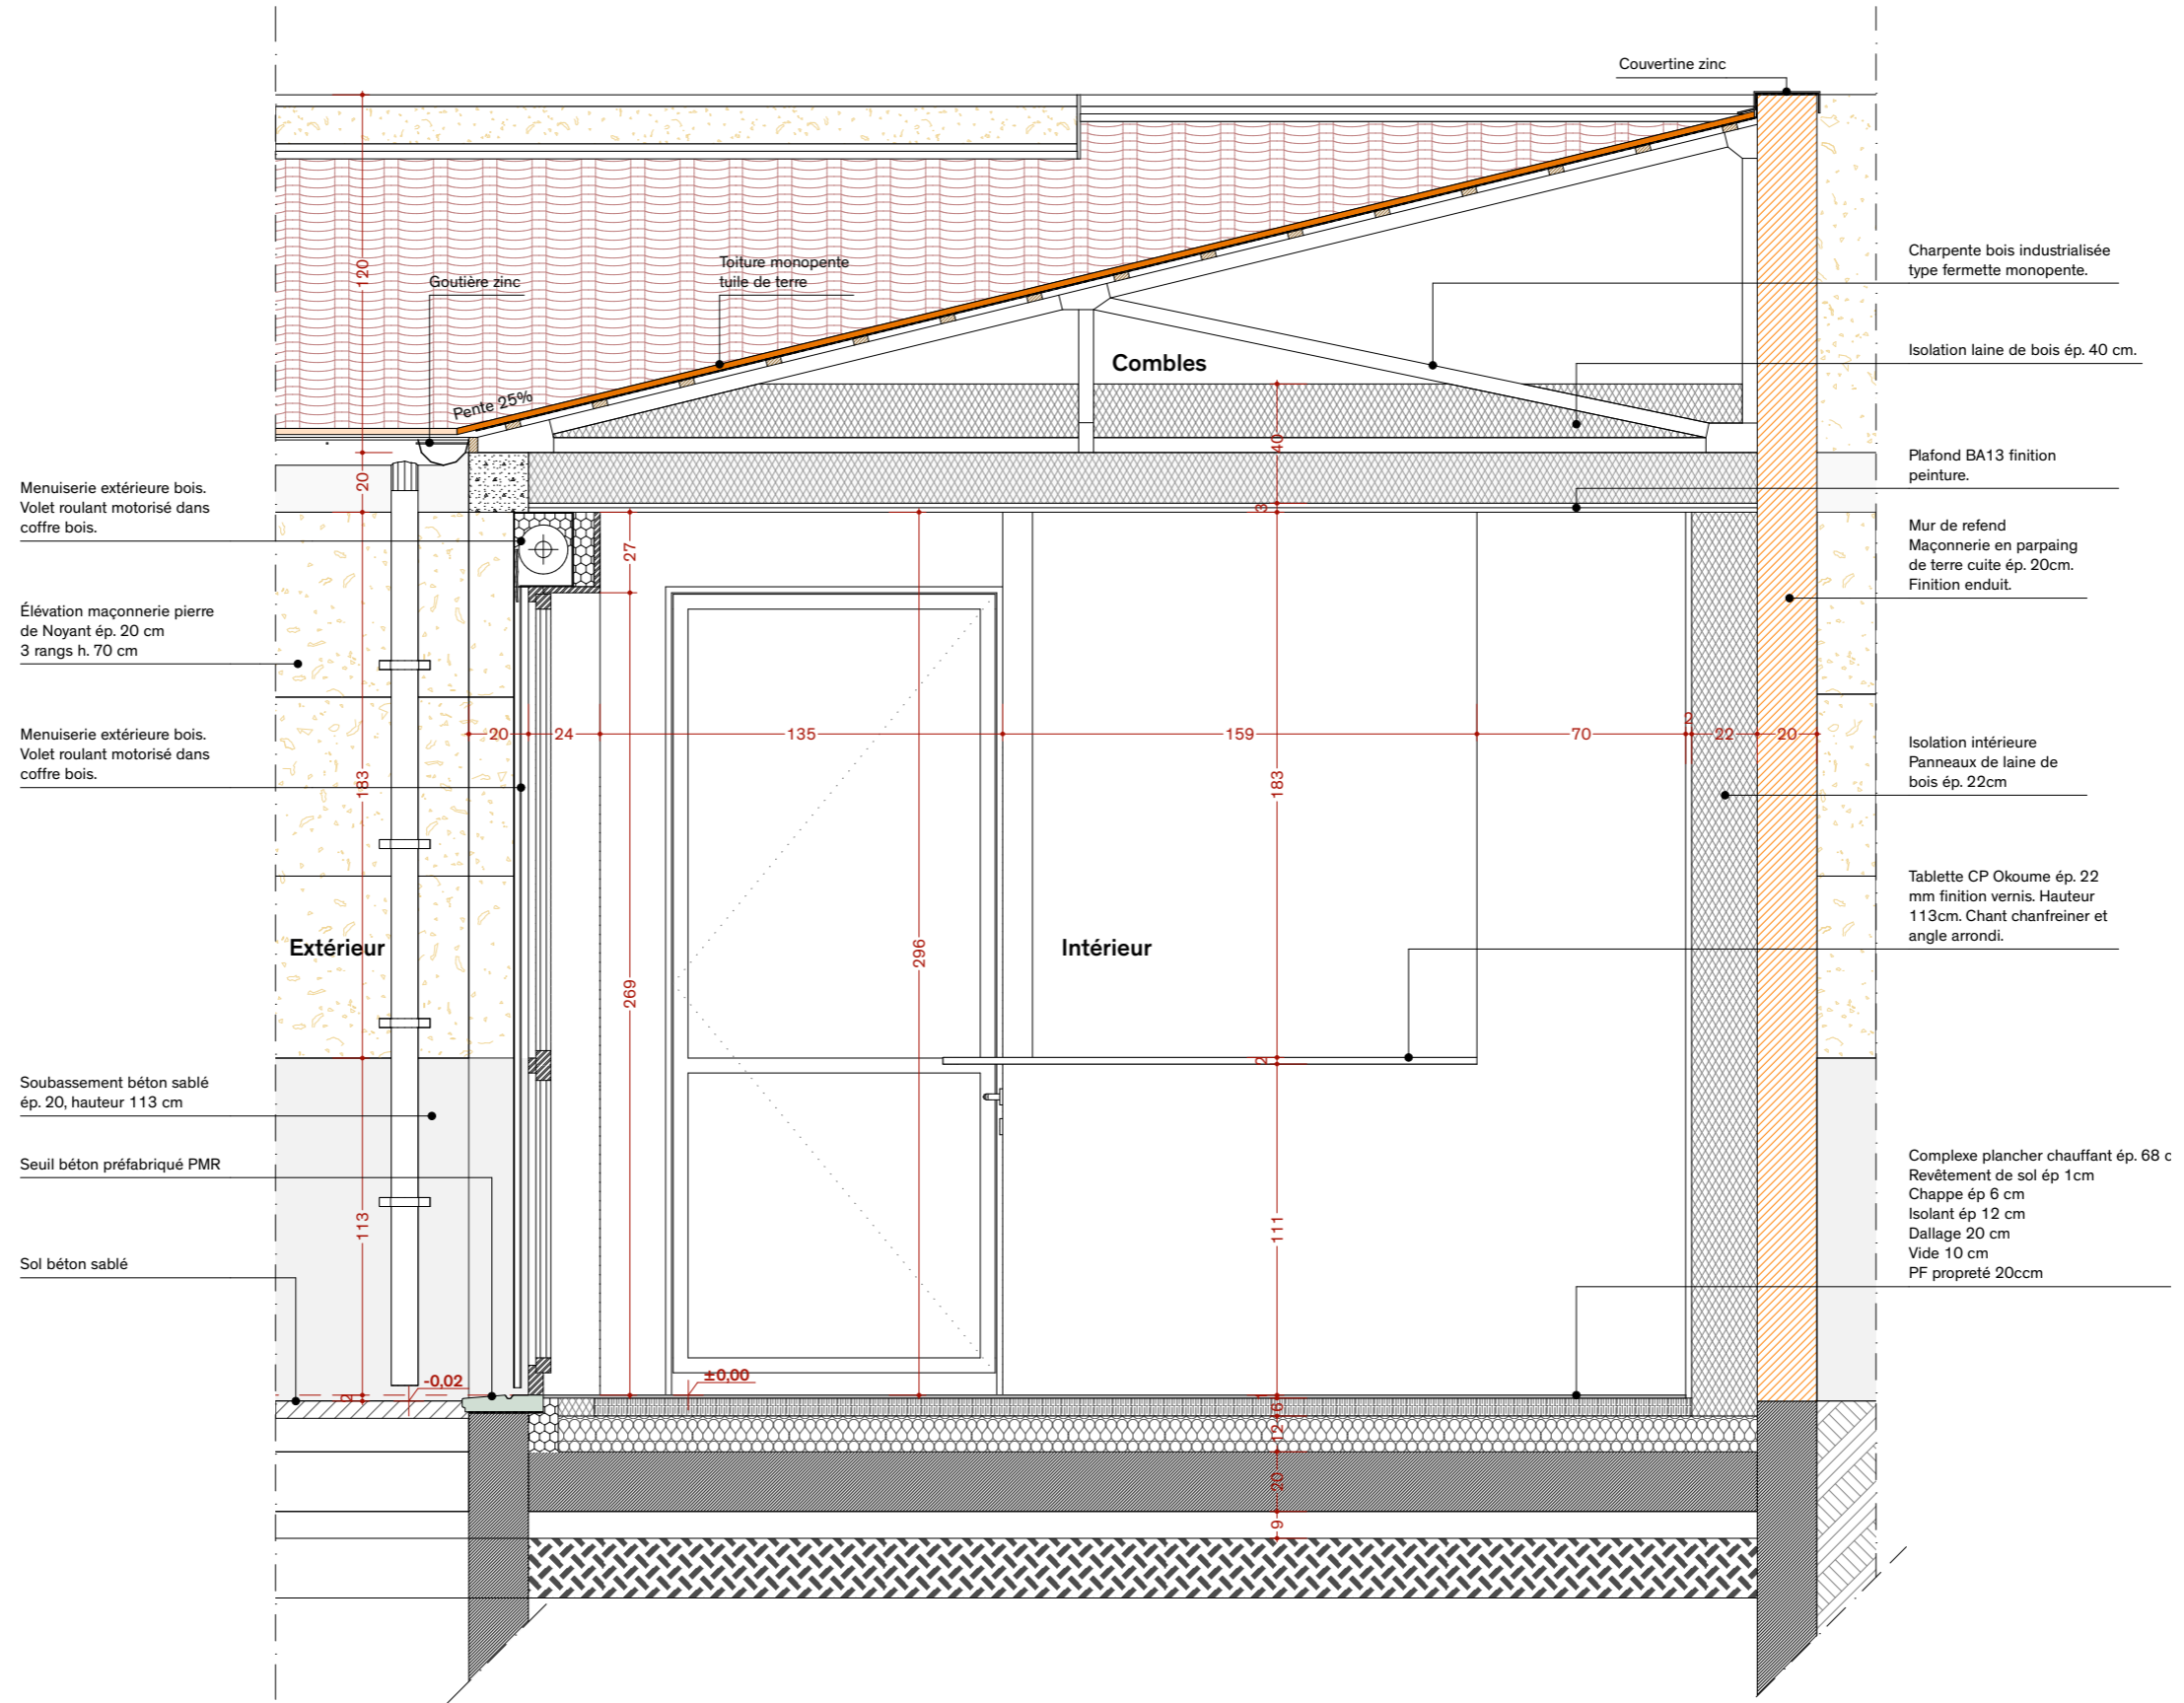 Couvertine zinc
120
Goutière zinc
Toiture monopente
tuile de terre
Charpente bois industrialisée
type fermette monopente.
Combles
Isolation laine de bois ép. 40 cm.
Pente 25%
40
20
3
Plafond BA13 finition
peinture.
Menuiserie extérieure bois.
Volet roulant motorisé dans
coffre bois.
27
Mur de refend
Maçonnerie en parpaing
de terre cuite ép. 20cm.
Finition enduit.
Élévation maçonnerie pierre
de Noyant ép. 20 cm
3 rangs h. 70 cm
Menuiserie extérieure bois.
Volet roulant motorisé dans
coffre bois.
20 24 135 159 70 2 22 20
183
183
Isolation intérieure
Panneaux de laine de
bois ép. 22cm
Tablette CP Okoume ép. 22
mm finition vernis. Hauteur
113cm. Chant chanfreiner et
angle arrondi.
Extérieur
Intérieur
296
269
2
Soubassement béton sablé
ép. 20, hauteur 113 cm
Seuil béton préfabriqué PMR
113
111
Complexe plancher chauffant ép. 68 c
Revêtement de sol ép 1cm
Chappe ép 6 cm
Isolant ép 12 cm
Dallage 20 cm
Vide 10 cm
PF propreté 20ccm
Sol béton sablé
2
-0,02
±0,00
1
6
12
20
9